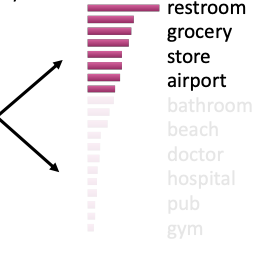 restroom
grocery
store
airport
bathroom
beach
doctor
hospital
pub
gym